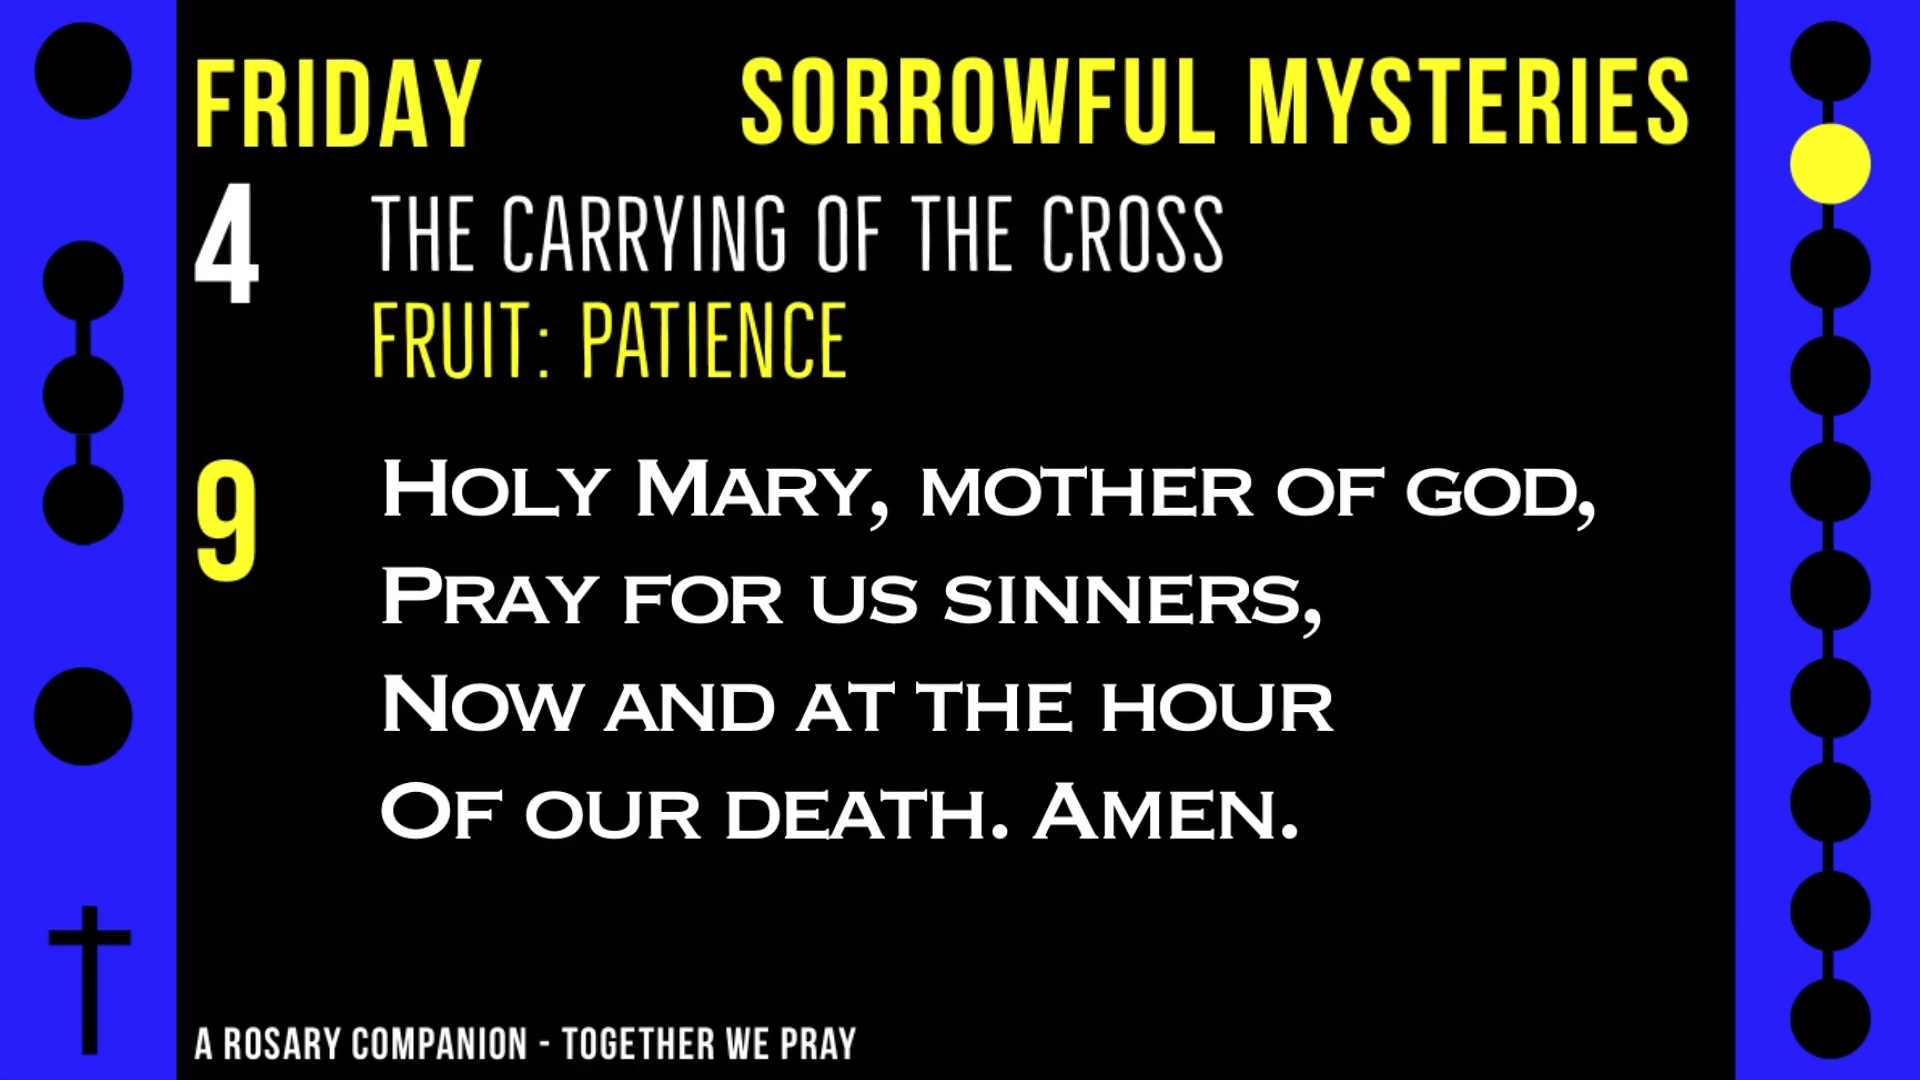 FRIDAY SORROWFUL MYSTERIES
4 THE CARRYING OF THE CROSS
FRUIT: PATIENCE
9 HOLY MARY, MOTHER OF GOD,
PRAY FOR US SINNERS,
NOW AND AT THE HOUR
OF OUR DEATH. AMEN.
A ROSARY COMPANION - TOGETHER WE PRAY